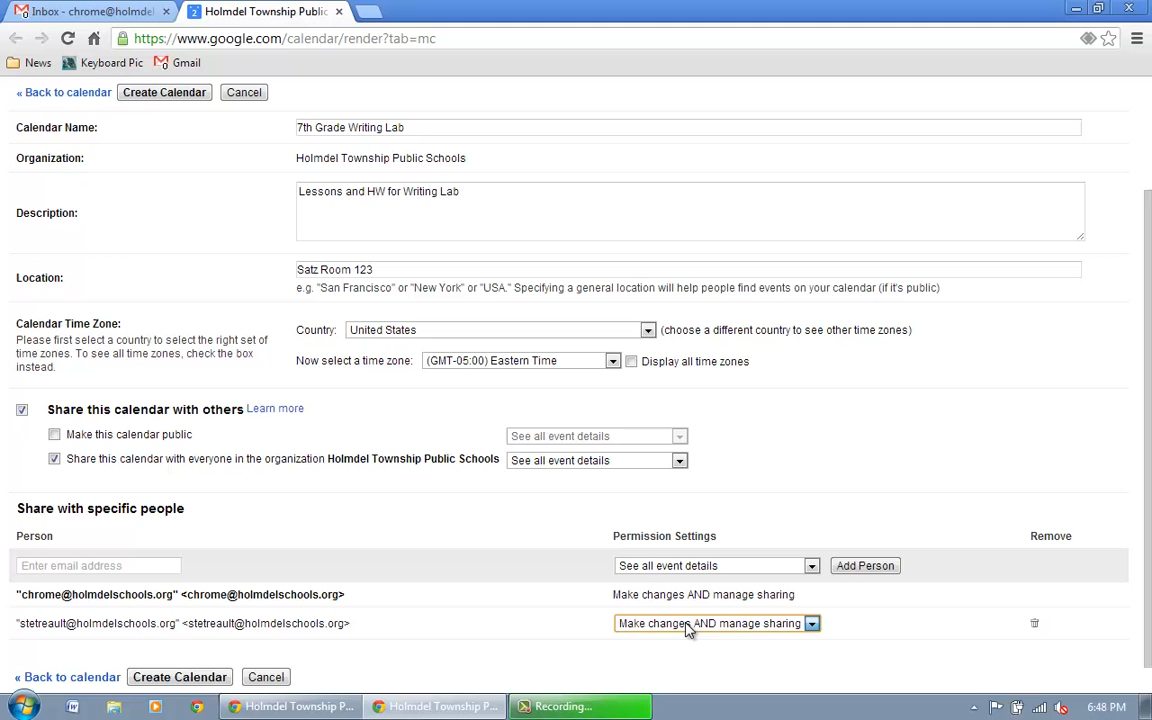 Inbox - chrome@holmdel
Holmdel Township Public
https://www.google.com/calendar/render?tab=mc
News Keyboard Pic Gmail
« Back to calendar Create Calendar Cancel
Calendar Name: 7th Grade Writing Lab
Organization: Holmdel Township Public Schools
Description: Lessons and HW for Writing Lab
Location: Satz Room 123
e.g. "San Francisco" or "New York" or "USA." Specifying a general location will help people find events on your calendar (if it's public)
Calendar Time Zone:
Please first select a country to select the right set of time zones. To see all time zones, check the box instead.
Country: United States (choose a different country to see other time zones)
Now select a time zone: (GMT-05:00) Eastern Time Display all time zones
Share this calendar with others Learn more
Make this calendar public See all event details
Share this calendar with everyone in the organization Holmdel Township Public Schools See all event details
Share with specific people
Person Permission Settings Remove
Enter email address See all event details Add Person
"chrome@holmdelschools.org" <chrome@holmdelschools.org> Make changes AND manage sharing
"stetreault@holmdelschools.org" <stetreault@holmdelschools.org> Make changes AND manage sharing
« Back to calendar Create Calendar Cancel
Holmdel Township P... Holmdel Township P... Recording... 6:48 PM